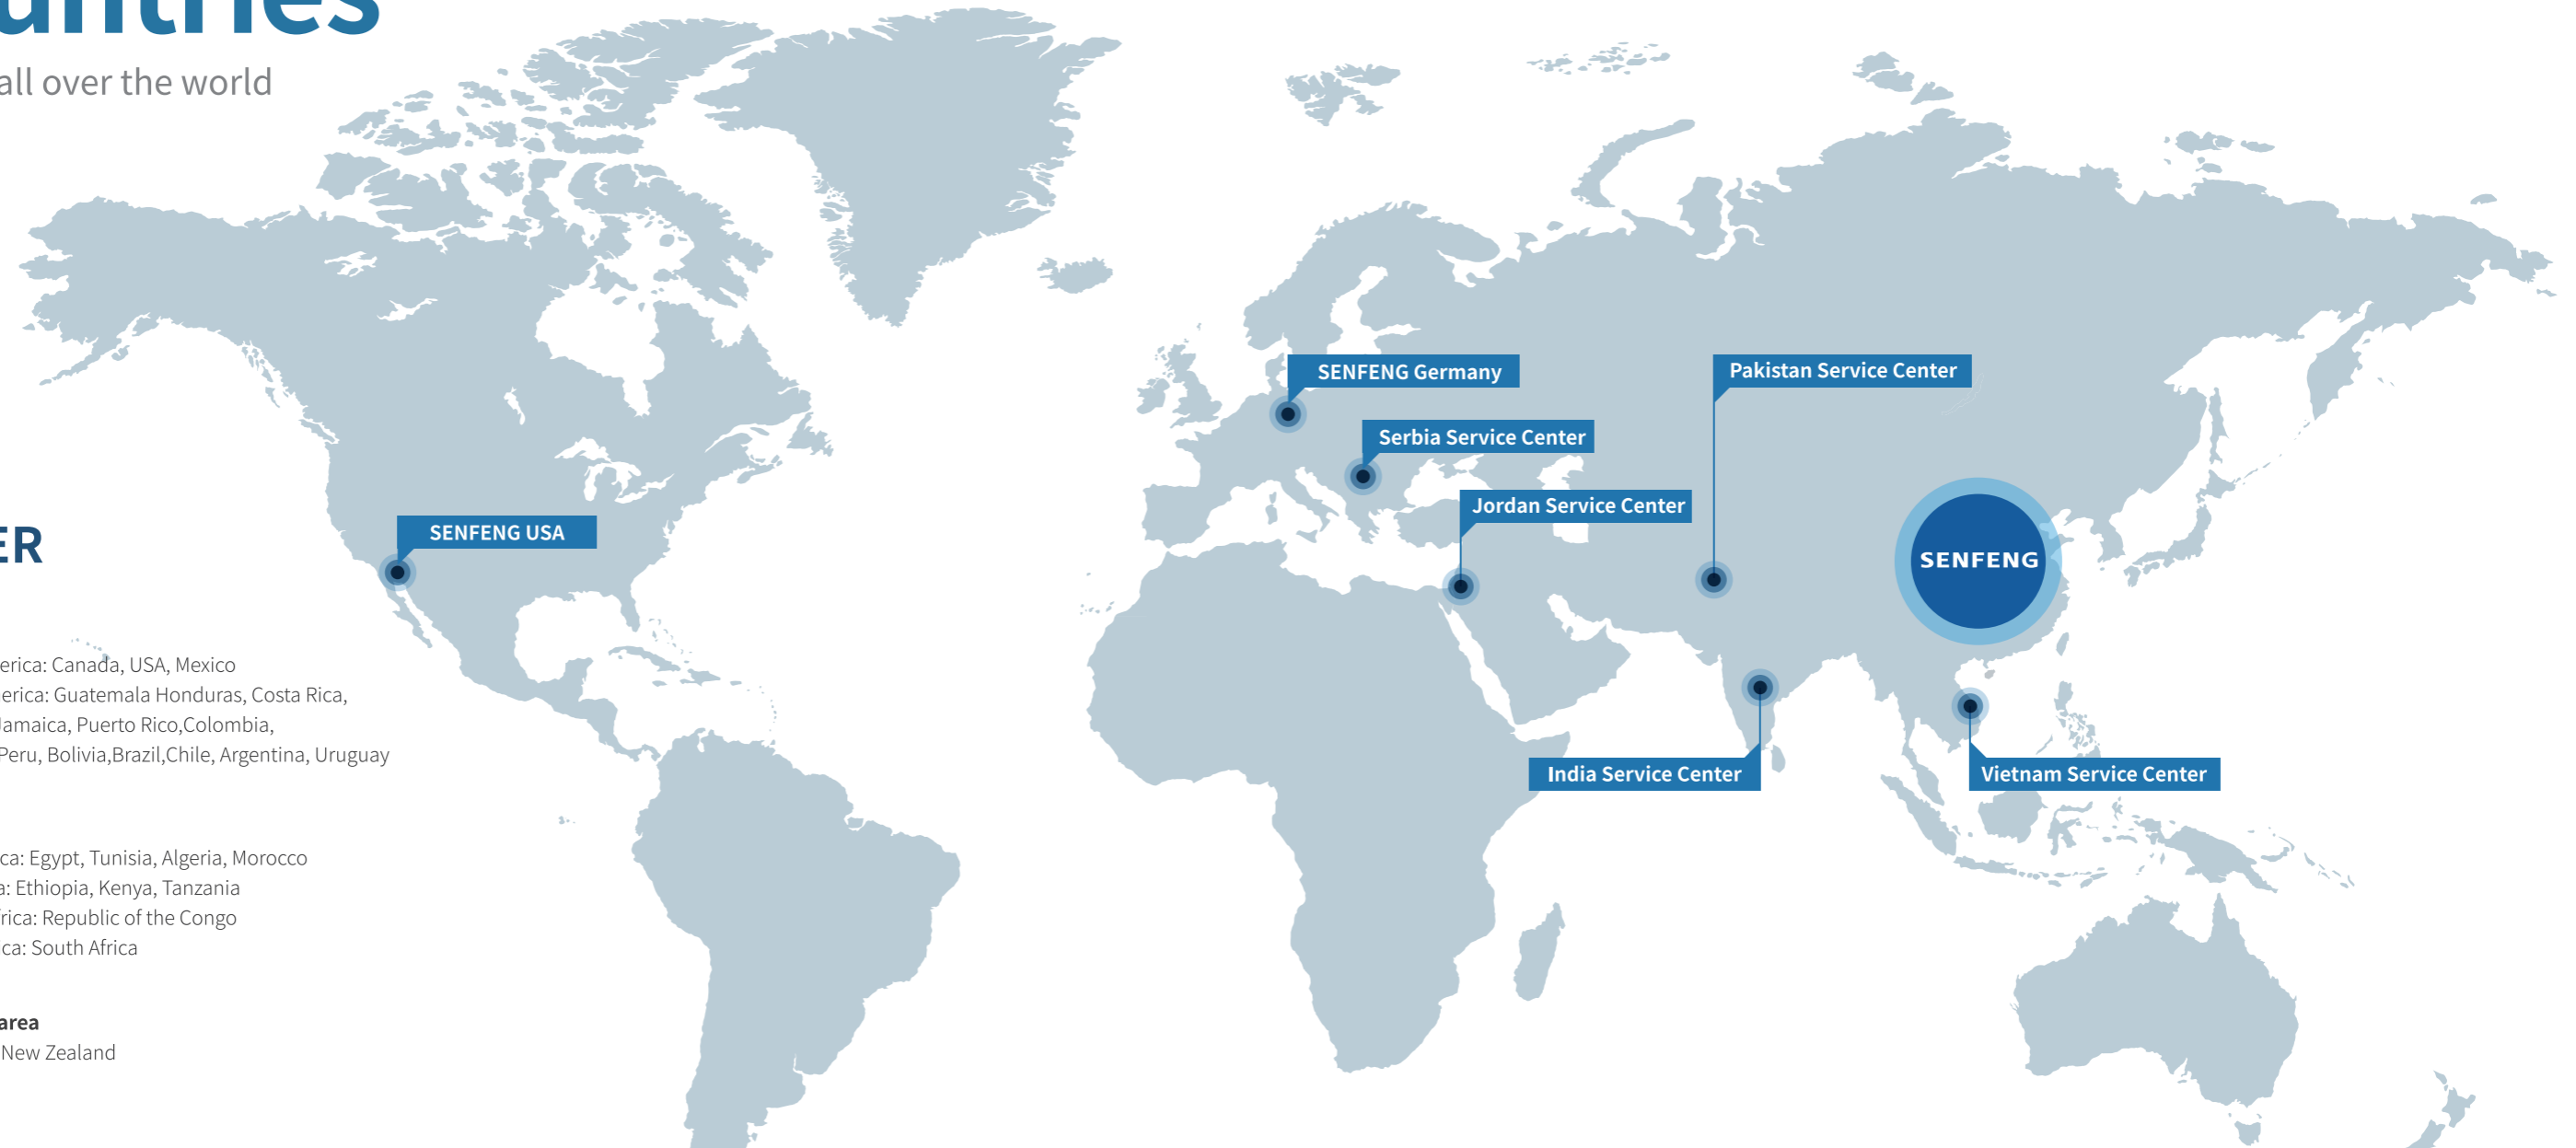 untries
all over the world
ER
erica: Canada, USA, Mexico
erica: Guatemala Honduras, Costa Rica,
Jamaica, Puerto Rico,Colombia,
Peru, Bolivia,Brazil,Chile, Argentina, Uruguay
ca: Egypt, Tunisia, Algeria, Morocco
a: Ethiopia, Kenya, Tanzania
rica: Republic of the Congo
ica: South Africa
area
New Zealand
SENFENG USA
SENFENG Germany
Serbia Service Center
Jordan Service Center
Pakistan Service Center
SENFENG
India Service Center
Vietnam Service Center